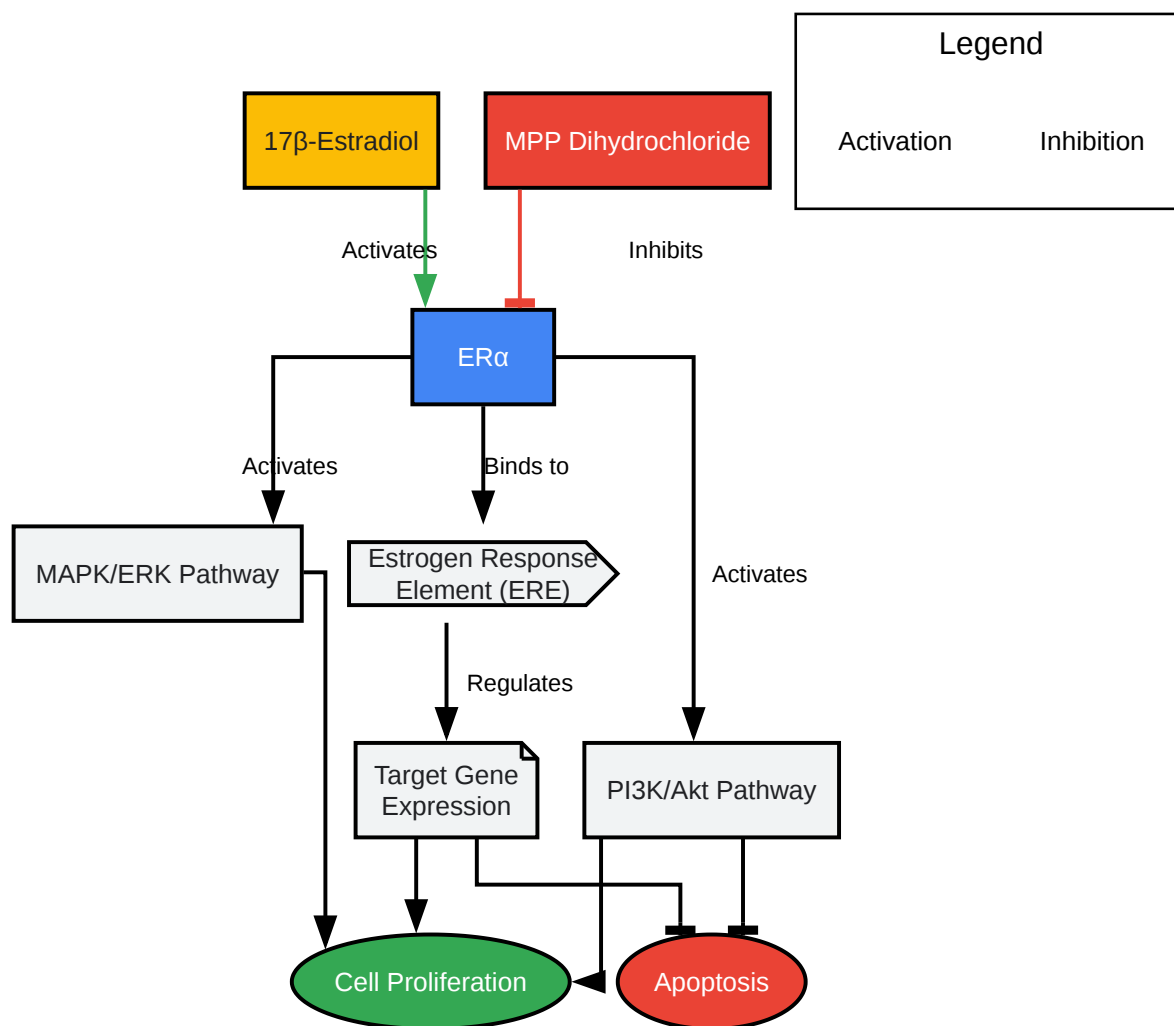 Legend
17β-Estradiol
MPP Dihydrochloride
Activation
Inhibition
Activates
Inhibits
ERα
Activates
Binds to
MAPK/ERK Pathway
Estrogen Response
Element (ERE)
Activates
Regulates
Target Gene
Expression
PI3K/Akt Pathway
Cell Proliferation
Apoptosis